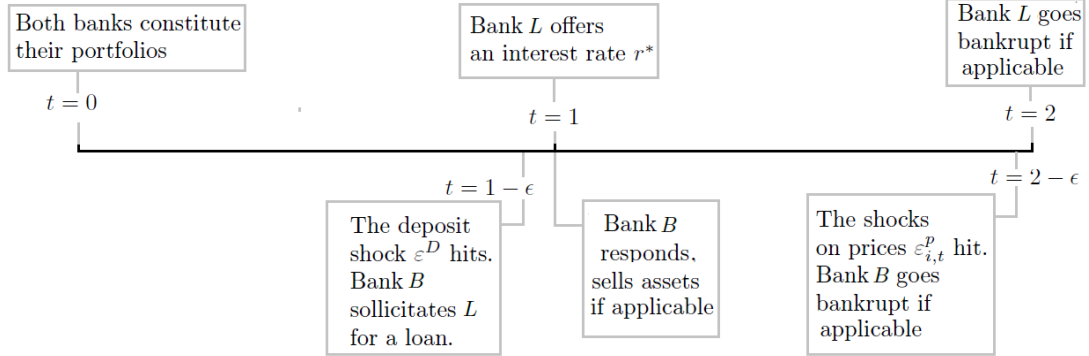 Both banks constitute
their portfolios
t = 0
Bank L offers
an interest rate r*
t = 1
Bank L goes
bankrupt if
applicable
t = 2
t = 1 − ϵ
The deposit
shock ε^D hits.
Bank B
sollicitates L
for a loan.
Bank B
responds,
sells assets
if applicable
t = 2 − ϵ
The shocks
on prices ε^p_{i,t} hit.
Bank B goes
bankrupt if
applicable